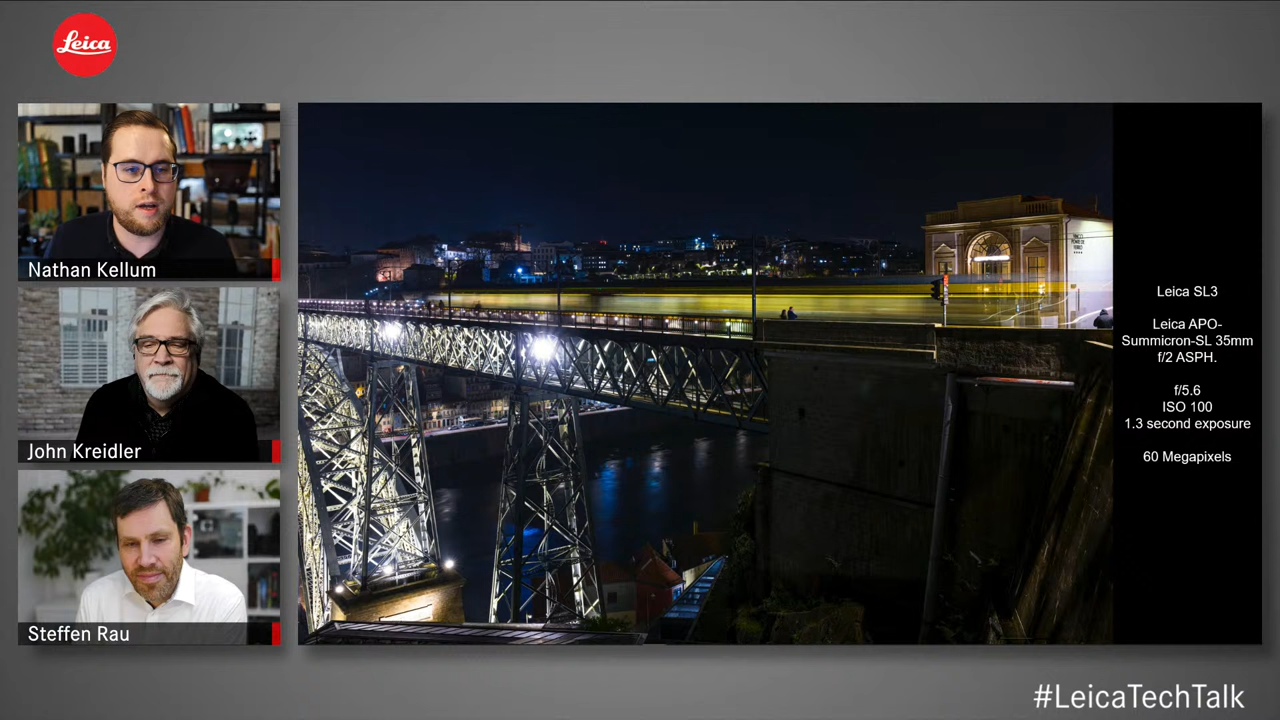 Leica
Nathan Kellum
John Kreidler
Steffen Rau
Leica SL3
Leica APO-
Summicron-SL 35mm
f/2 ASPH.
f/5.6
ISO 100
1.3 second exposure
60 Megapixels
#LeicaTechTalk